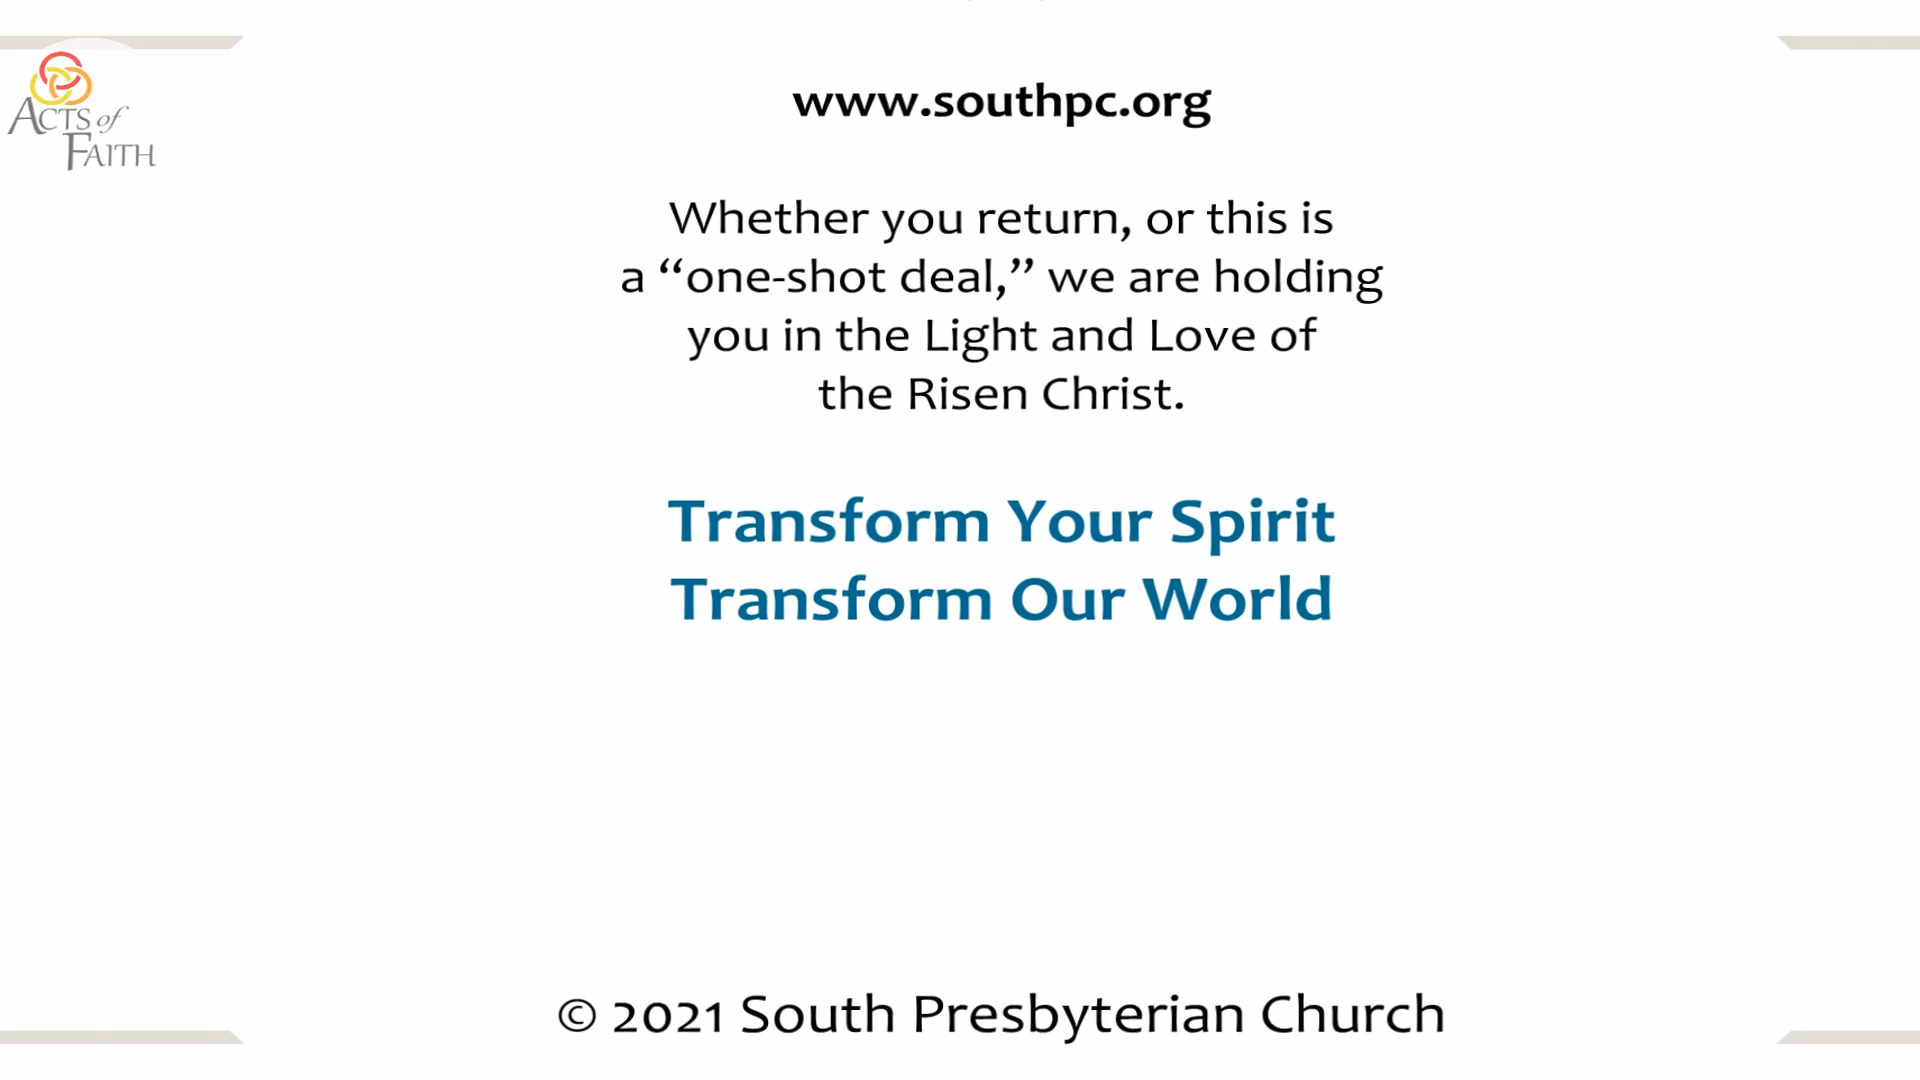 ACTS of
FAITH
www.southpc.org
Whether you return, or this is
a “one-shot deal,” we are holding
you in the Light and Love of
the Risen Christ.
Transform Your Spirit
Transform Our World
© 2021 South Presbyterian Church